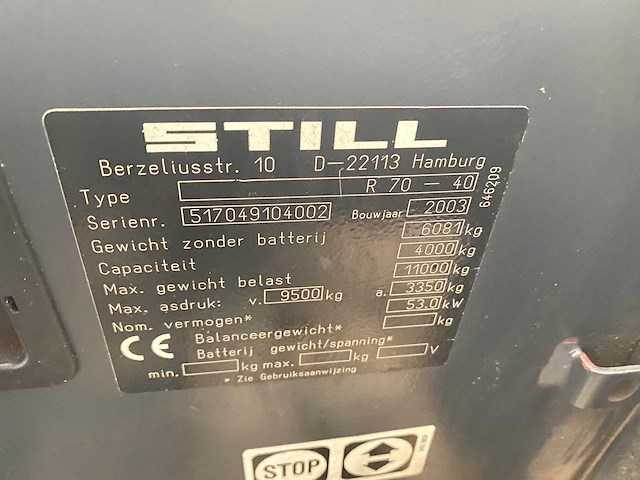 STILL
Berzeliusstr. 10 D-22113 Hamburg
Type R 70 - 40
Serienr. 517049104002 Bouwjaar 2003
Gewicht zonder batterij 6081 kg
Capaciteit 4000 kg
Max. gewicht belast 11000 kg
Max. asdruk: v. 9500 kg a. 3350 kg
Nom. vermogen* 53.0 kW
Balanceergewicht* kg
CE Batterij gewicht/spanning*
min. kg max. kg V
* Zie Gebruiksaanwijzing
646209
STOP